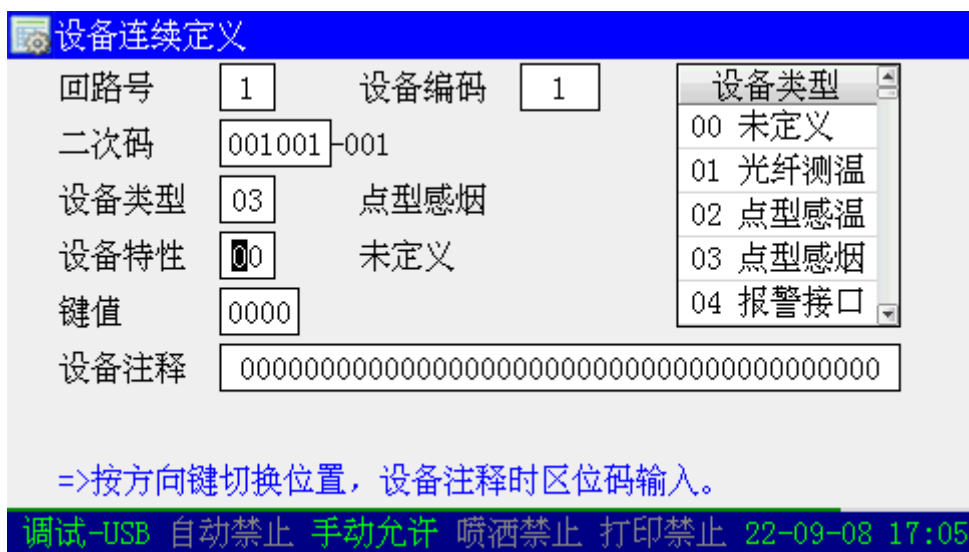 设备连续定义
回路号 1 设备编码 1
二次码 001001-001
设备类型 03 点型感烟
设备特性 00 未定义
键值 0000
设备注释 00000000000000000000000000000000
设备类型
00 未定义
01 光纤测温
02 点型感温
03 点型感烟
04 报警接口
=>按方向键切换位置，设备注释时区位码输入。
调试-USB 自动禁止 手动允许 喷洒禁止 打印禁止 22-09-08 17:05